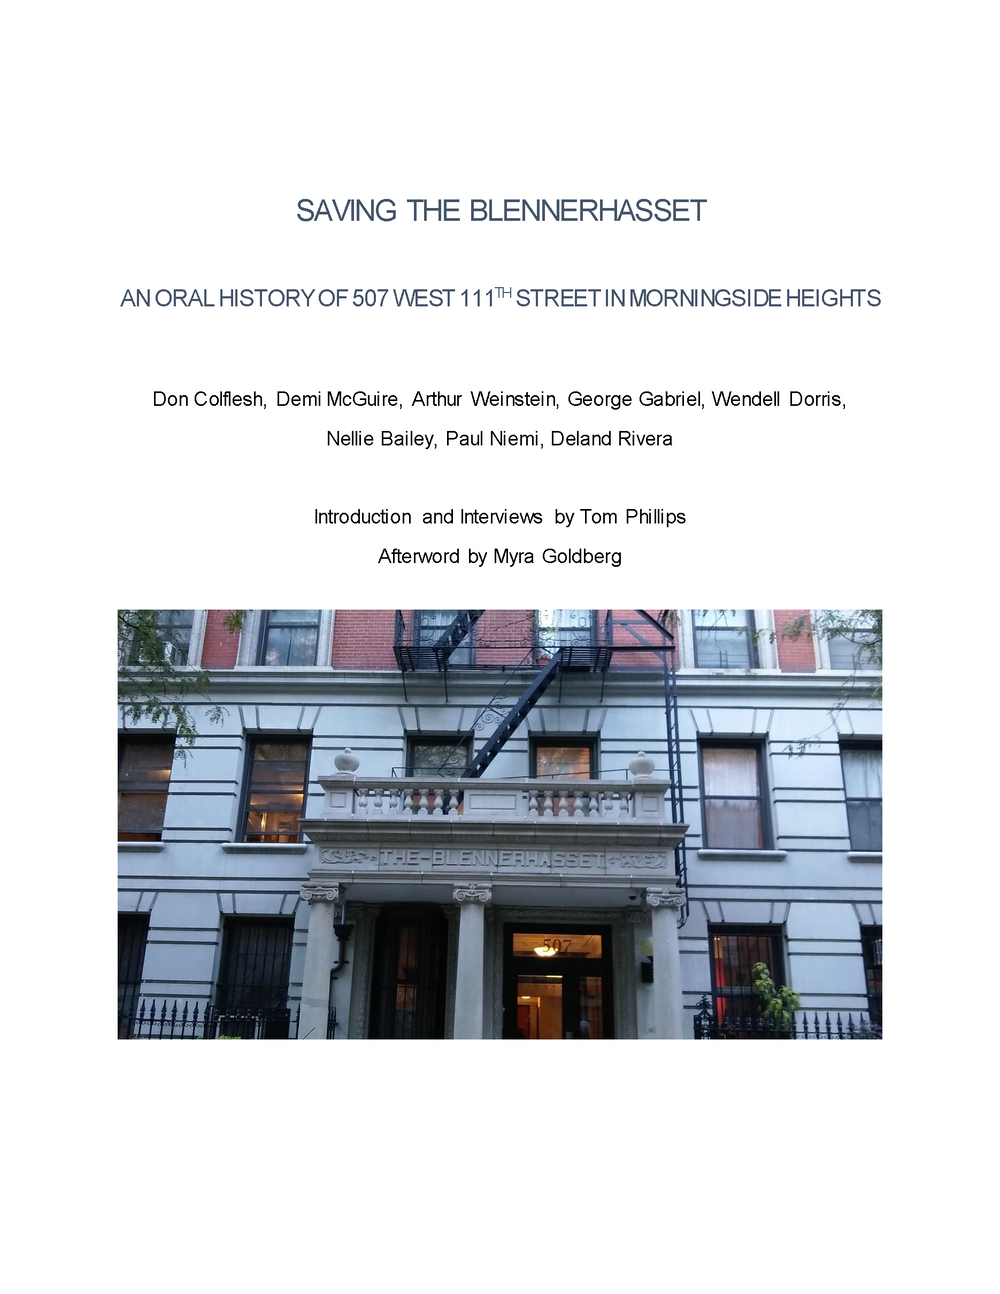 SAVING THE BLENNERHASSET
AN ORAL HISTORY OF 507 WEST 111TH STREET IN MORNINGSIDE HEIGHTS
Don Colflesh, Demi McGuire, Arthur Weinstein, George Gabriel, Wendell Dorris,
Nellie Bailey, Paul Niemi, Deland Rivera
Introduction and Interviews by Tom Phillips
Afterword by Myra Goldberg
THE-BLENNERHASSET
507